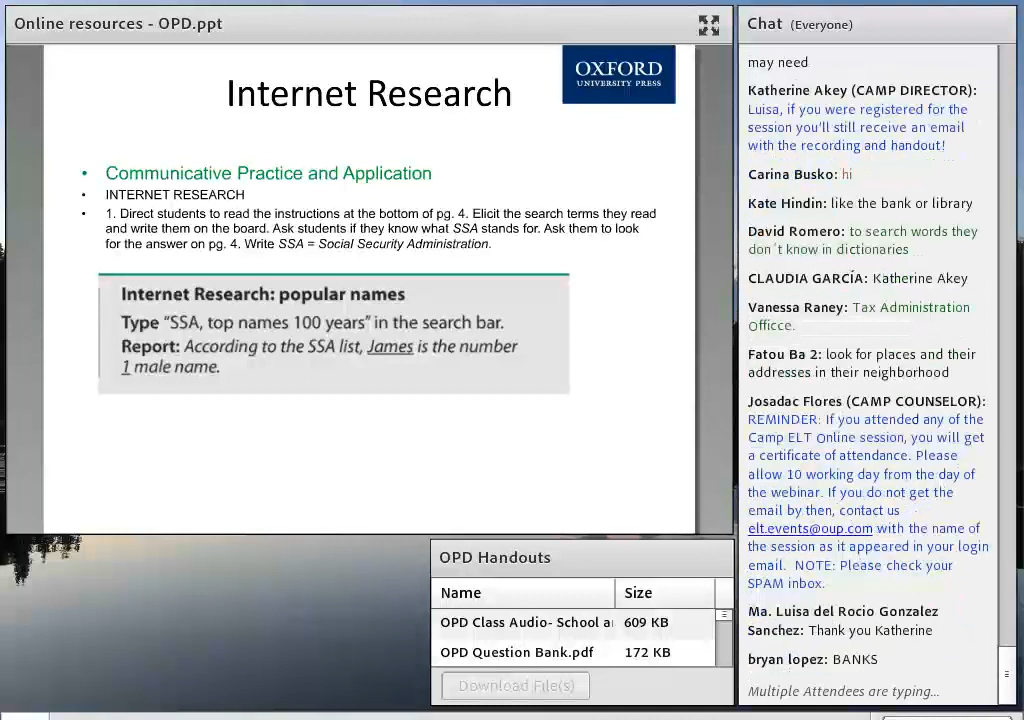 Online resources - OPD.ppt
OXFORD
UNIVERSITY PRESS
Internet Research
• Communicative Practice and Application
• INTERNET RESEARCH
• 1. Direct students to read the instructions at the bottom of pg. 4. Elicit the search terms they read
and write them on the board. Ask students if they know what SSA stands for. Ask them to look
for the answer on pg. 4. Write SSA = Social Security Administration.
Internet Research: popular names
Type “SSA, top names 100 years” in the search bar.
Report: According to the SSA list, James is the number
1 male name.
OPD Handouts
Name Size
OPD Class Audio- School a 609 KB
OPD Question Bank.pdf 172 KB
Download File(s)
Chat (Everyone)
may need
Katherine Akey (CAMP DIRECTOR):
Luisa, if you were registered for the
session you'll still receive an email
with the recording and handout!
Carina Busko: hi
Kate Hindin: like the bank or library
David Romero: to search words they
don´t know in dictionaries
CLAUDIA GARCÍA: Katherine Akey
Vanessa Raney: Tax Administration
Officce.
Fatou Ba 2: look for places and their
addresses in their neighborhood
Josadac Flores (CAMP COUNSELOR):
REMINDER: If you attended any of the
Camp ELT Online session, you will get
a certificate of attendance. Please
allow 10 working day from the day of
the webinar. If you do not get the
email by then, contact us
elt.events@oup.com with the name of
the session as it appeared in your login
email. NOTE: Please check your
SPAM inbox.
Ma. Luisa del Rocio Gonzalez
Sanchez: Thank you Katherine
bryan lopez: BANKS
Multiple Attendees are typing...